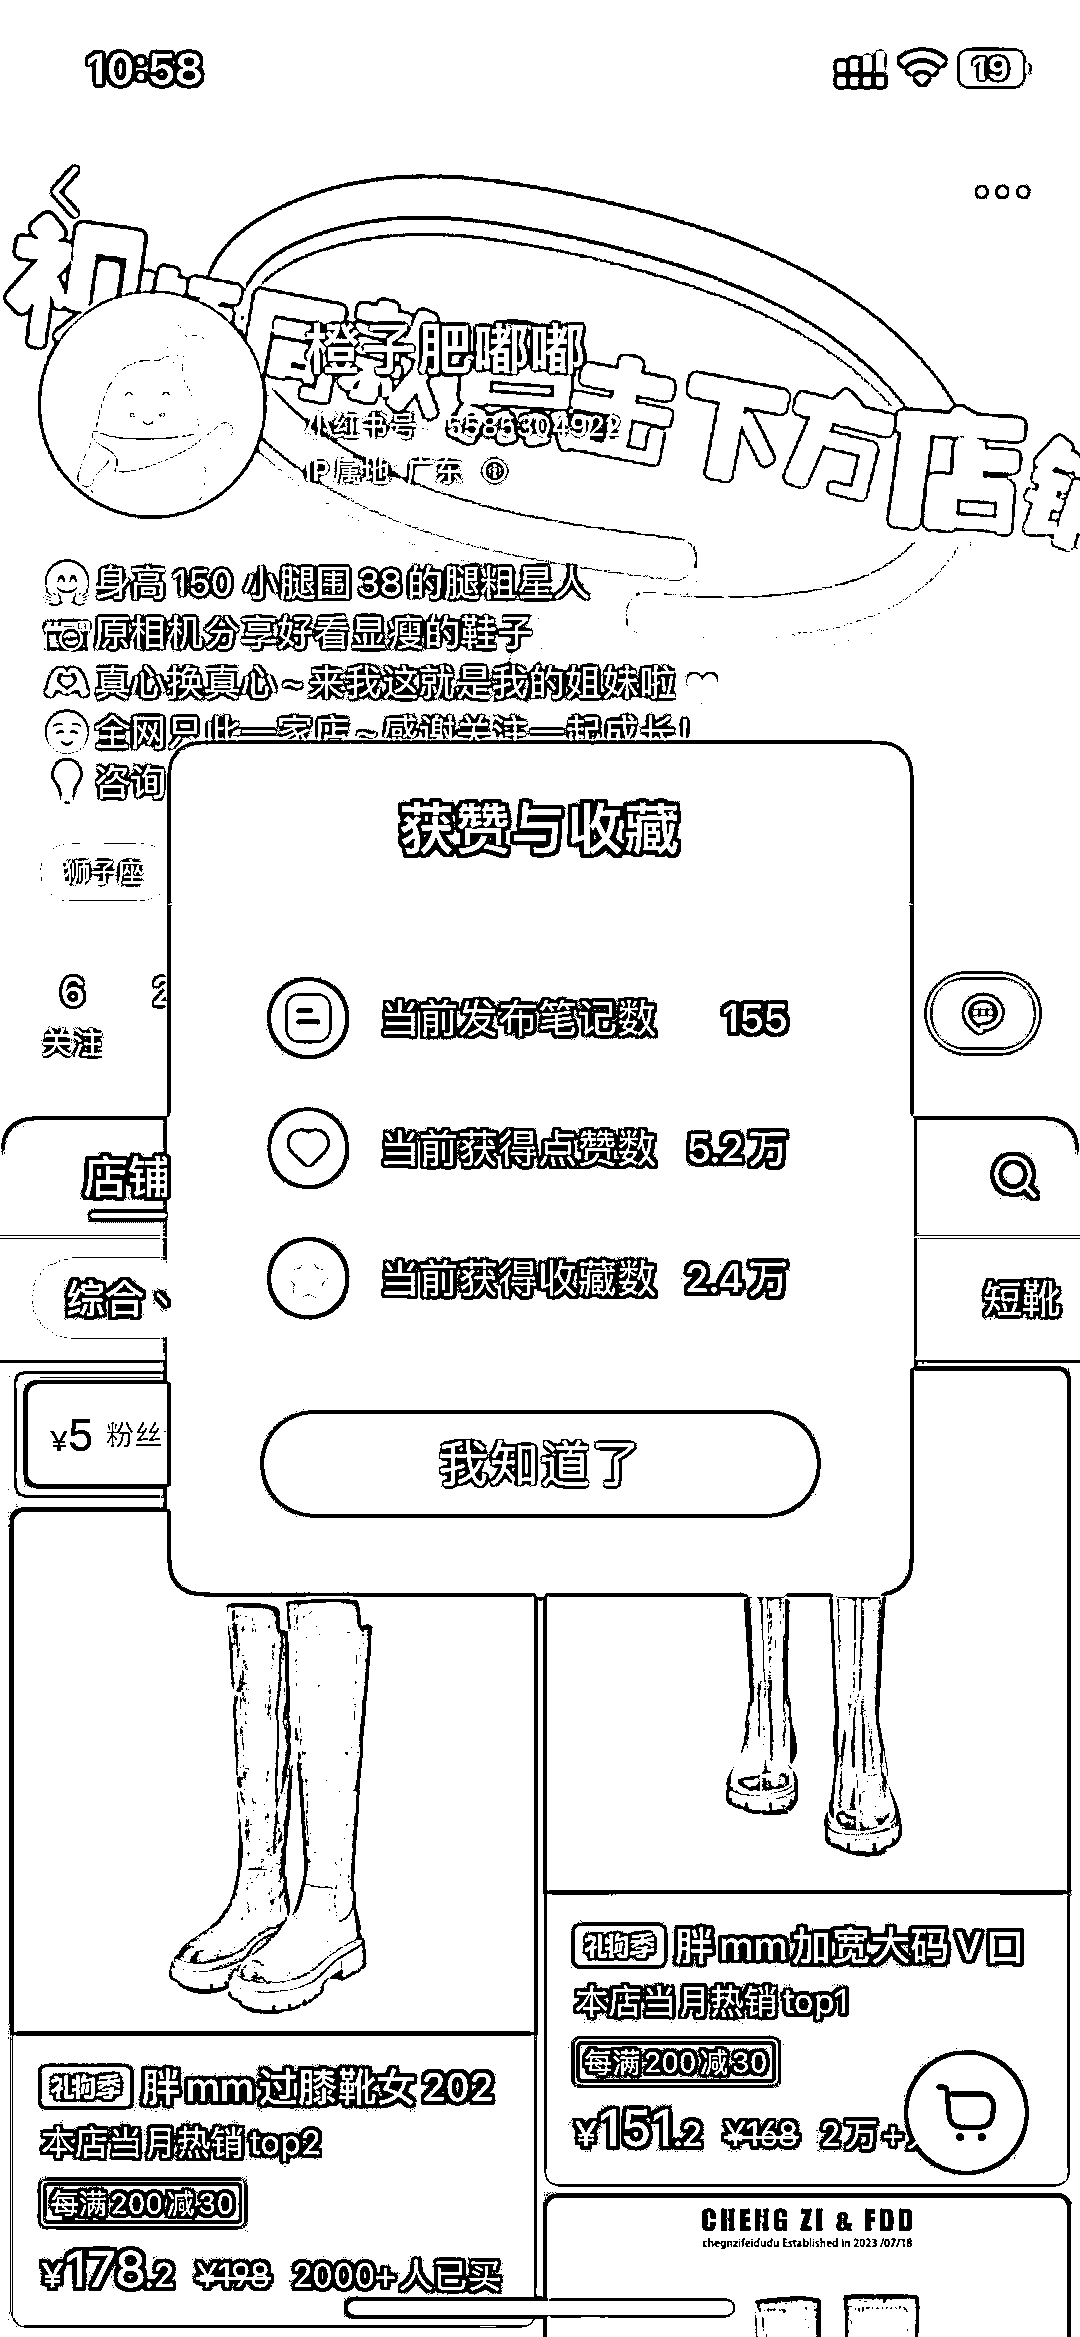 10:58
19
初煦同款点击下方店铺
橙子肥嘟嘟
小红书号：5585304922
IP属地：广东
身高150 小腿围38的腿粗星人
原相机分享好看显瘦的鞋子
真心换真心~来我这就是我的姐妹啦
全网只此一家店~感谢关注一起成长！
咨询
狮子座
获赞与收藏
当前发布笔记数 155
当前获得点赞数 5.2万
当前获得收藏数 2.4万
我知道了
6
关注
店铺
综合
短靴
¥5 粉丝
礼物季 胖mm加宽大码V口
本店当月热销top1
每满200减30
¥151.2 ¥168 2万+
礼物季 胖mm过膝靴女202
本店当月热销top2
每满200减30
¥178.2 ¥198 2000+人已买
CHENG ZI & FDD
chegnzifeidudu Established in 2023 /07/18